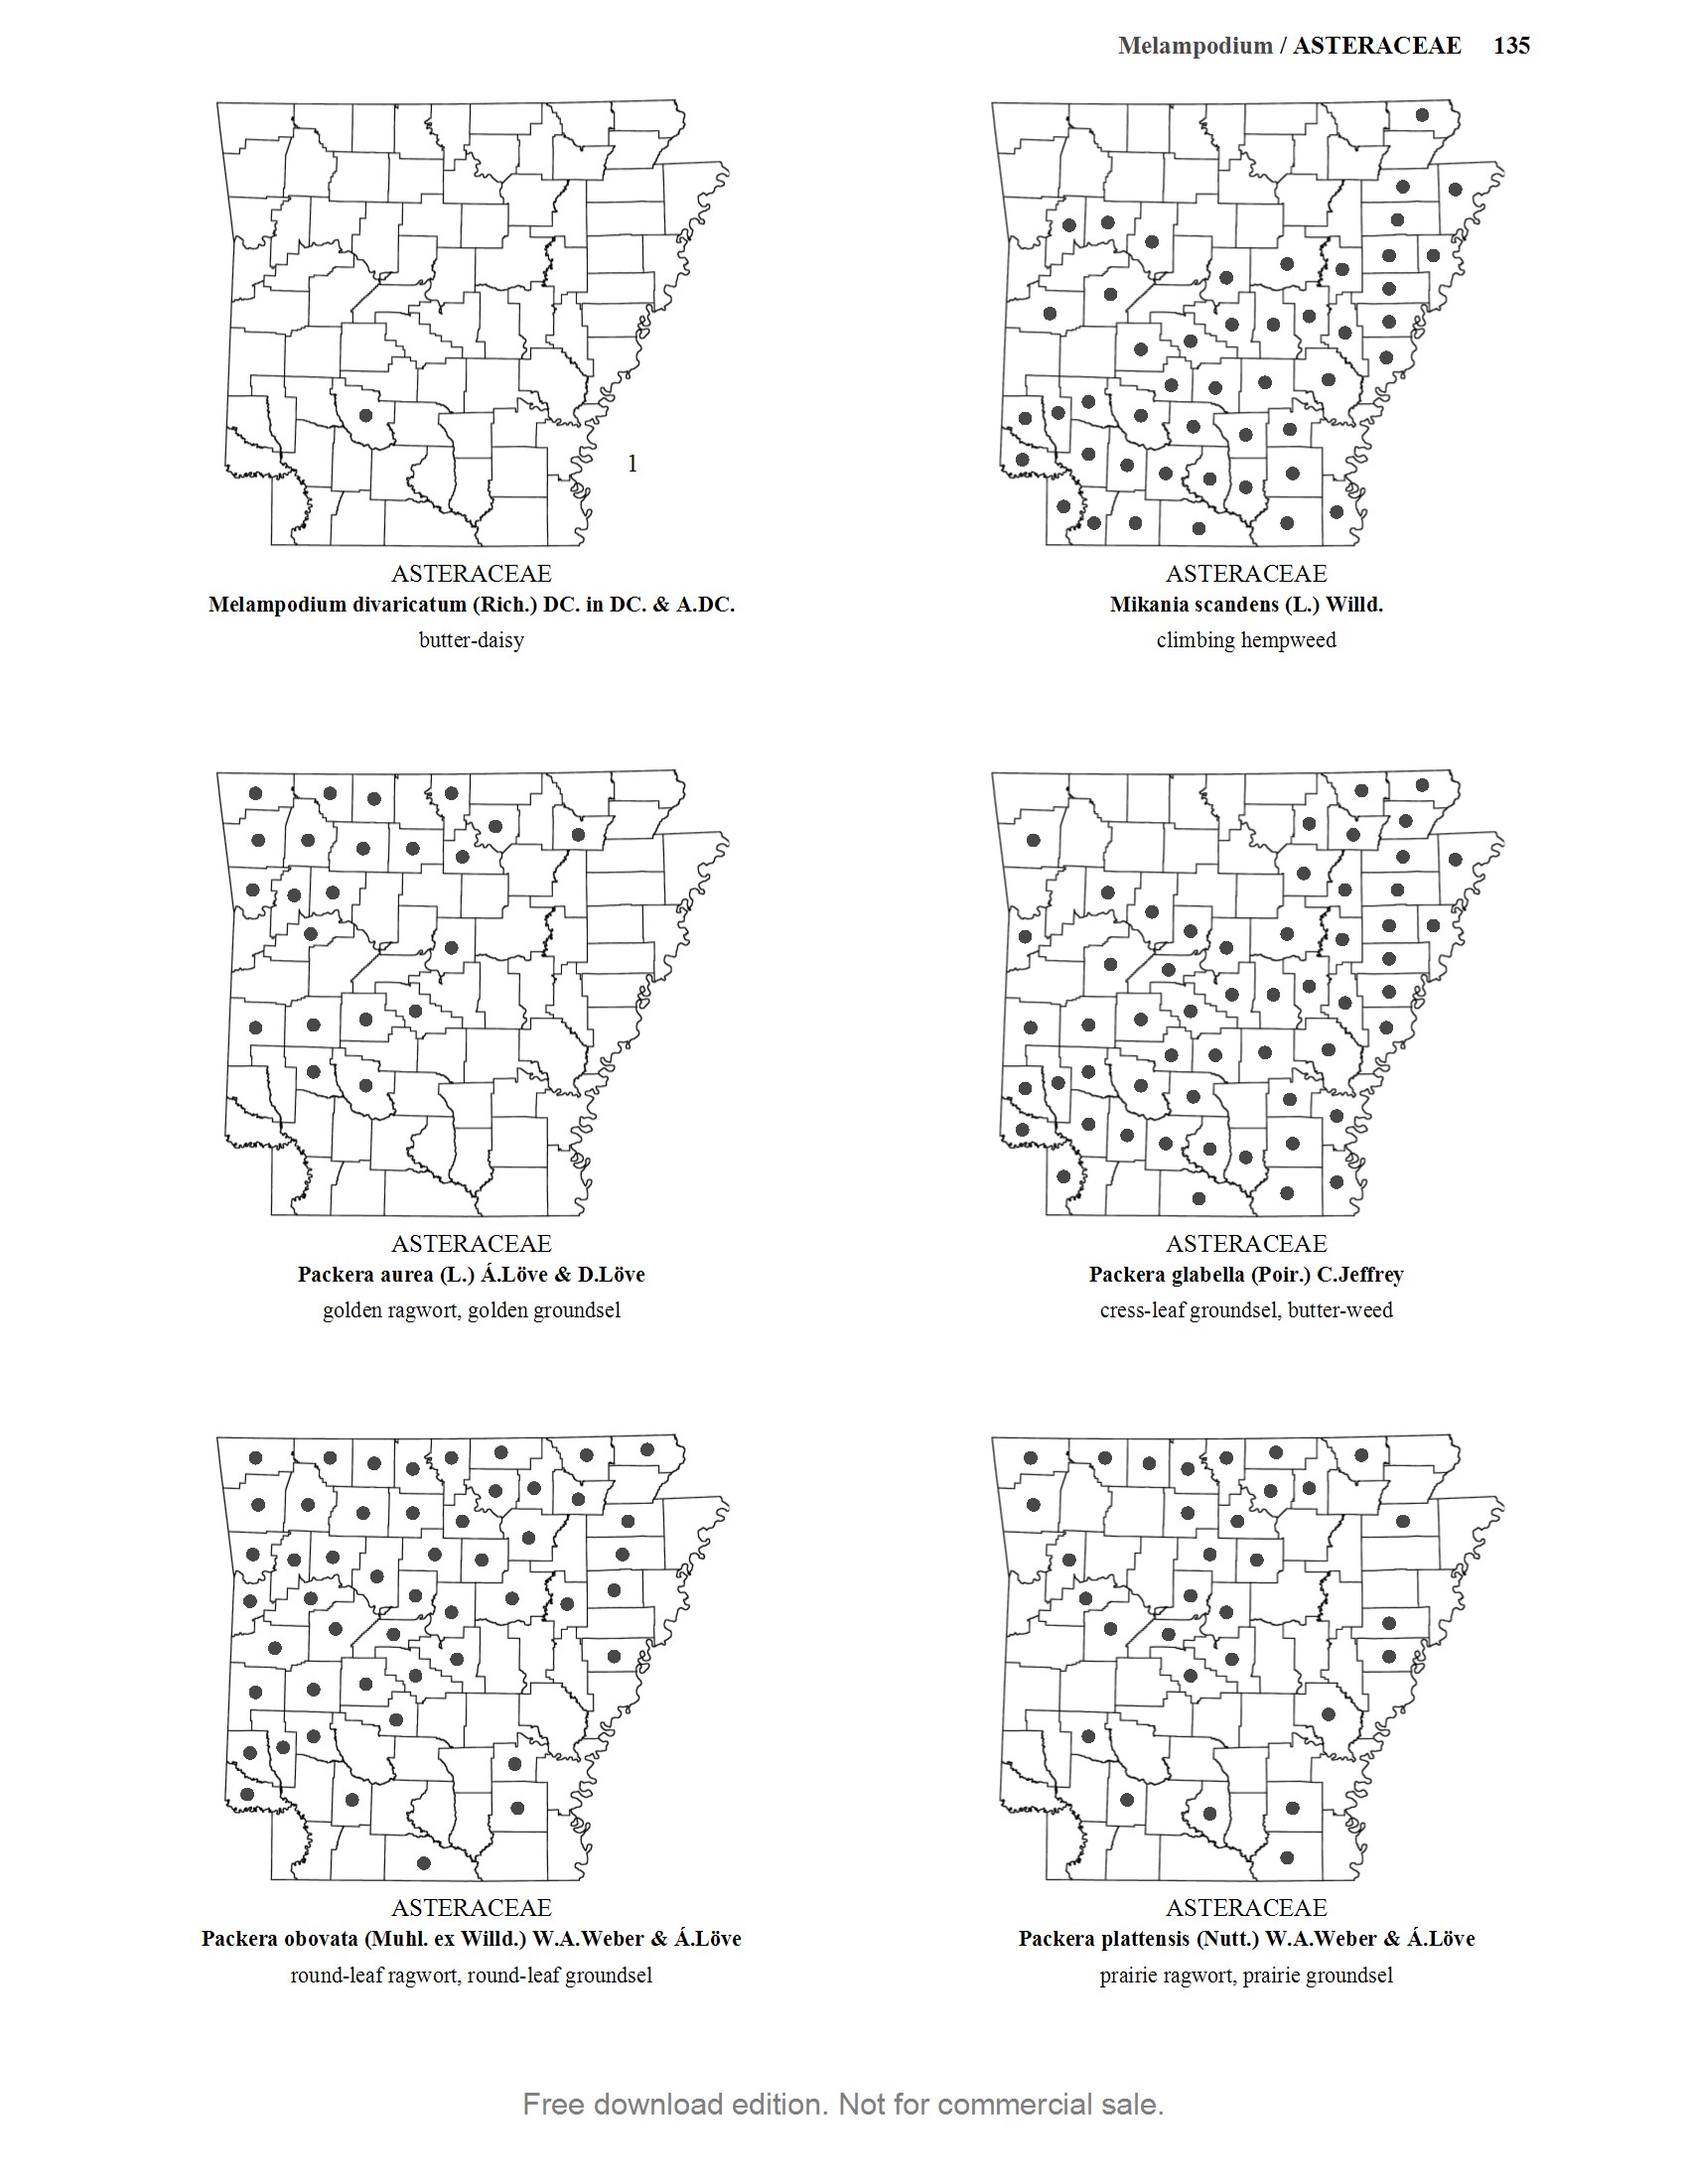 Melampodium / ASTERACEAE 135
1
ASTERACEAE
Melampodium divaricatum (Rich.) DC. in DC. & A.DC.
butter-daisy
ASTERACEAE
Mikania scandens (L.) Willd.
climbing hempweed
ASTERACEAE
Packera aurea (L.) Á.Löve & D.Löve
golden ragwort, golden groundsel
ASTERACEAE
Packera glabella (Poir.) C.Jeffrey
cress-leaf groundsel, butter-weed
ASTERACEAE
Packera obovata (Muhl. ex Willd.) W.A.Weber & Á.Löve
round-leaf ragwort, round-leaf groundsel
ASTERACEAE
Packera plattensis (Nutt.) W.A.Weber & Á.Löve
prairie ragwort, prairie groundsel
Free download edition. Not for commercial sale.